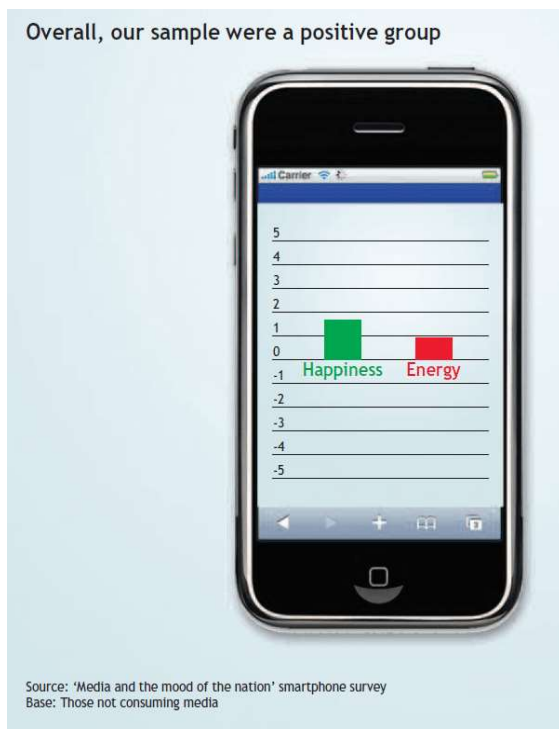 Overall, our sample were a positive group
Carrier
5
4
3
2
1
0
-1
Happiness
Energy
-2
-3
-4
-5
3
Source: ‘Media and the mood of the nation’ smartphone survey
Base: Those not consuming media